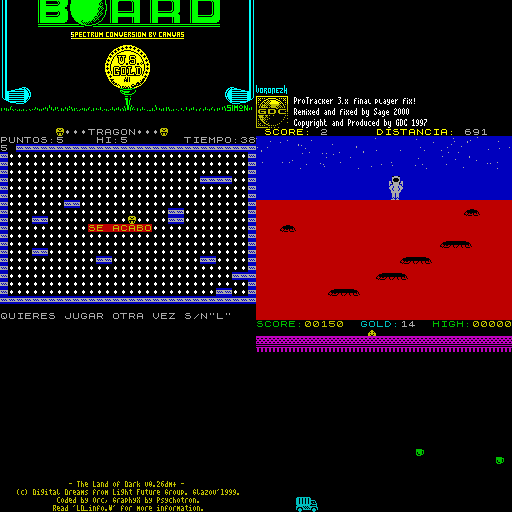 BOARD
SPECTRUM CONVERSION BY CANVAS
U.S.
GOLD
SIMON
VORONEZH
GDC
ProTracker 3.x final player fix!
Remixed and fixed by Sage 2000
Copyright and Produced by GDC 1997
***TRAGON***
PUNTOS:5 HI:5 TIEMPO:38
5
SE ACABO
QUIERES JUGAR OTRA VEZ S/N"L"
SCORE: 2 DISTANCIA: 691
SCORE:00150 GOLD:14 HIGH:00000
- The Land of Dark v0.26dm+ -
(c) Digital Dreams from Light Future Group. Glazov'1999.
Coded by Orc, GraphyX by Psychotron.
Read 'LD_info.#' for more information.